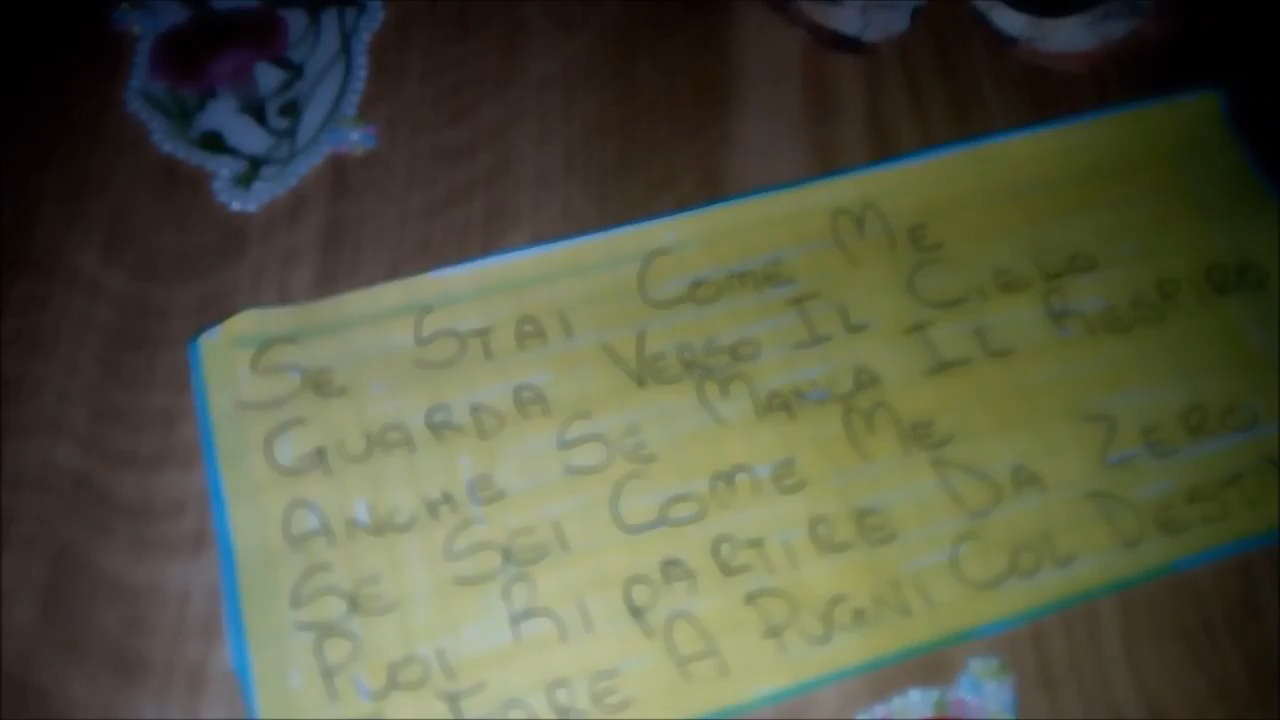 Se Stai Come Me
Guarda Verso Il Cielo
Anche Se Manca Il Respiro
Se Sei Come Me
Puoi Ripartire Da Zero
A Pugni Col